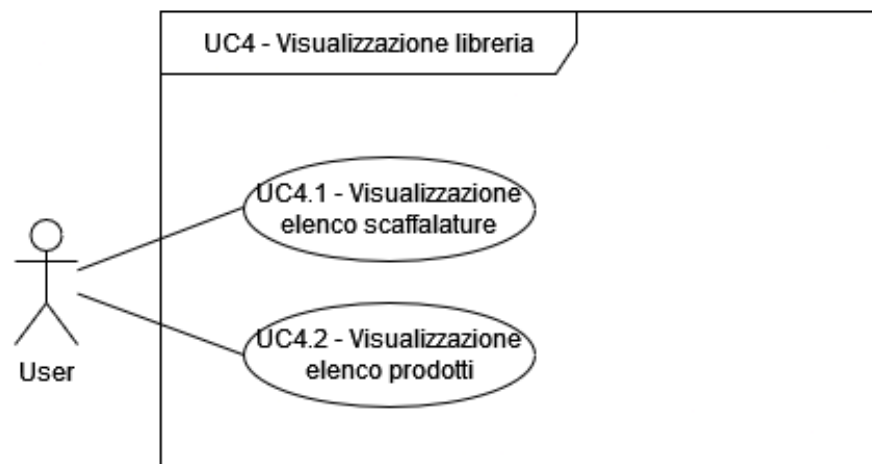 UC4 - Visualizzazione libreria
UC4.1 - Visualizzazione
elenco scaffalature
UC4.2 - Visualizzazione
elenco prodotti
User